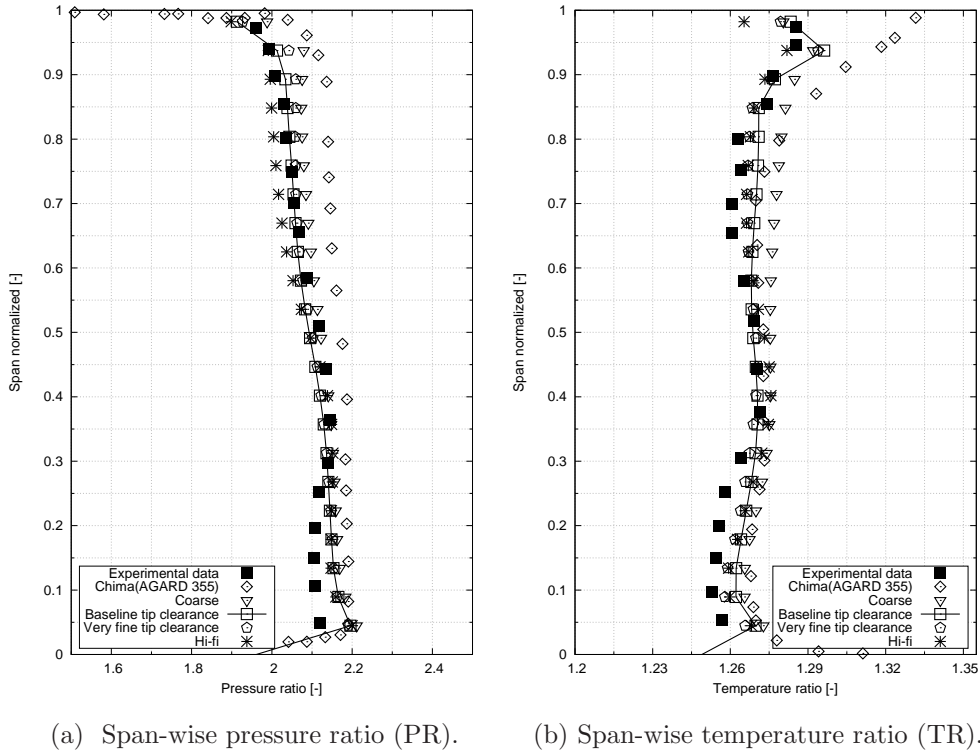 Span normalized [-]
1
0.9
0.8
0.7
0.6
0.5
0.4
0.3
0.2
0.1
0
1.6
1.8
2
2.2
2.4
Pressure ratio [-]
Experimental data
Chima(AGARD 355)
Coarse
Baseline tip clearance
Very fine tip clearance
Hi-fi
(a) Span-wise pressure ratio (PR).
Span normalized [-]
1
0.9
0.8
0.7
0.6
0.5
0.4
0.3
0.2
0.1
0
1.2
1.23
1.26
1.29
1.32
1.35
Temperature ratio [-]
Experimental data
Chima(AGARD 355)
Coarse
Baseline tip clearance
Very fine tip clearance
Hi-fi
(b) Span-wise temperature ratio (TR)